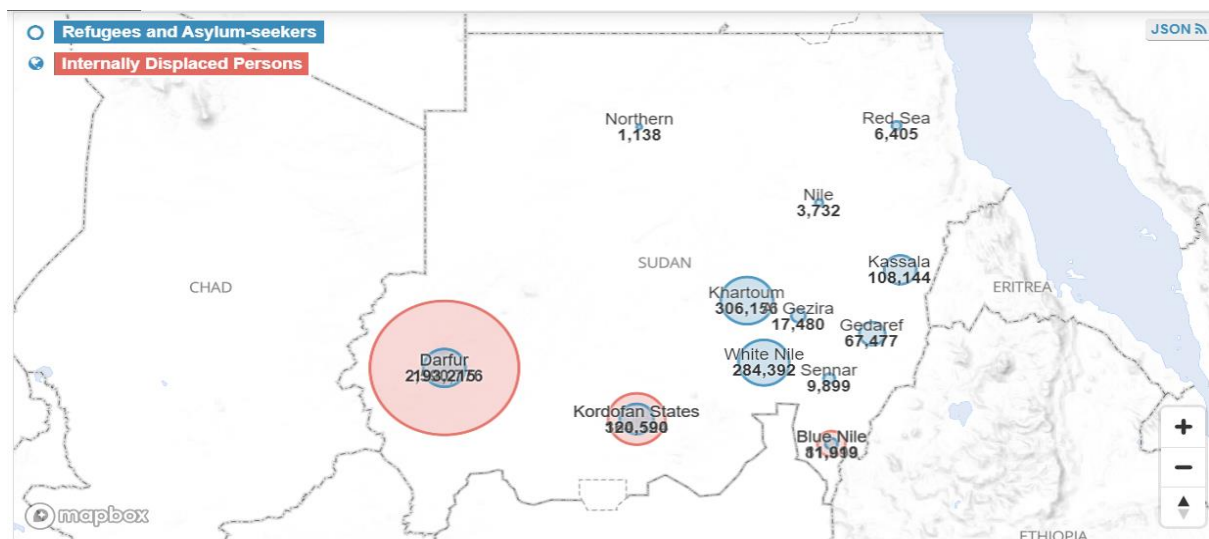 Refugees and Asylum-seekers
Internally Displaced Persons
JSON
Northern
1,138
Red Sea
6,405
Nile
3,732
SUDAN
Kassala
108,144
CHAD
ERITREA
Khartoum
306,156
Gezira
17,480
Gedaref
67,477
White Nile
284,392
Sennar
9,899
Darfur
Kordofan States
Blue Nile
mapbox
ETHIOPIA